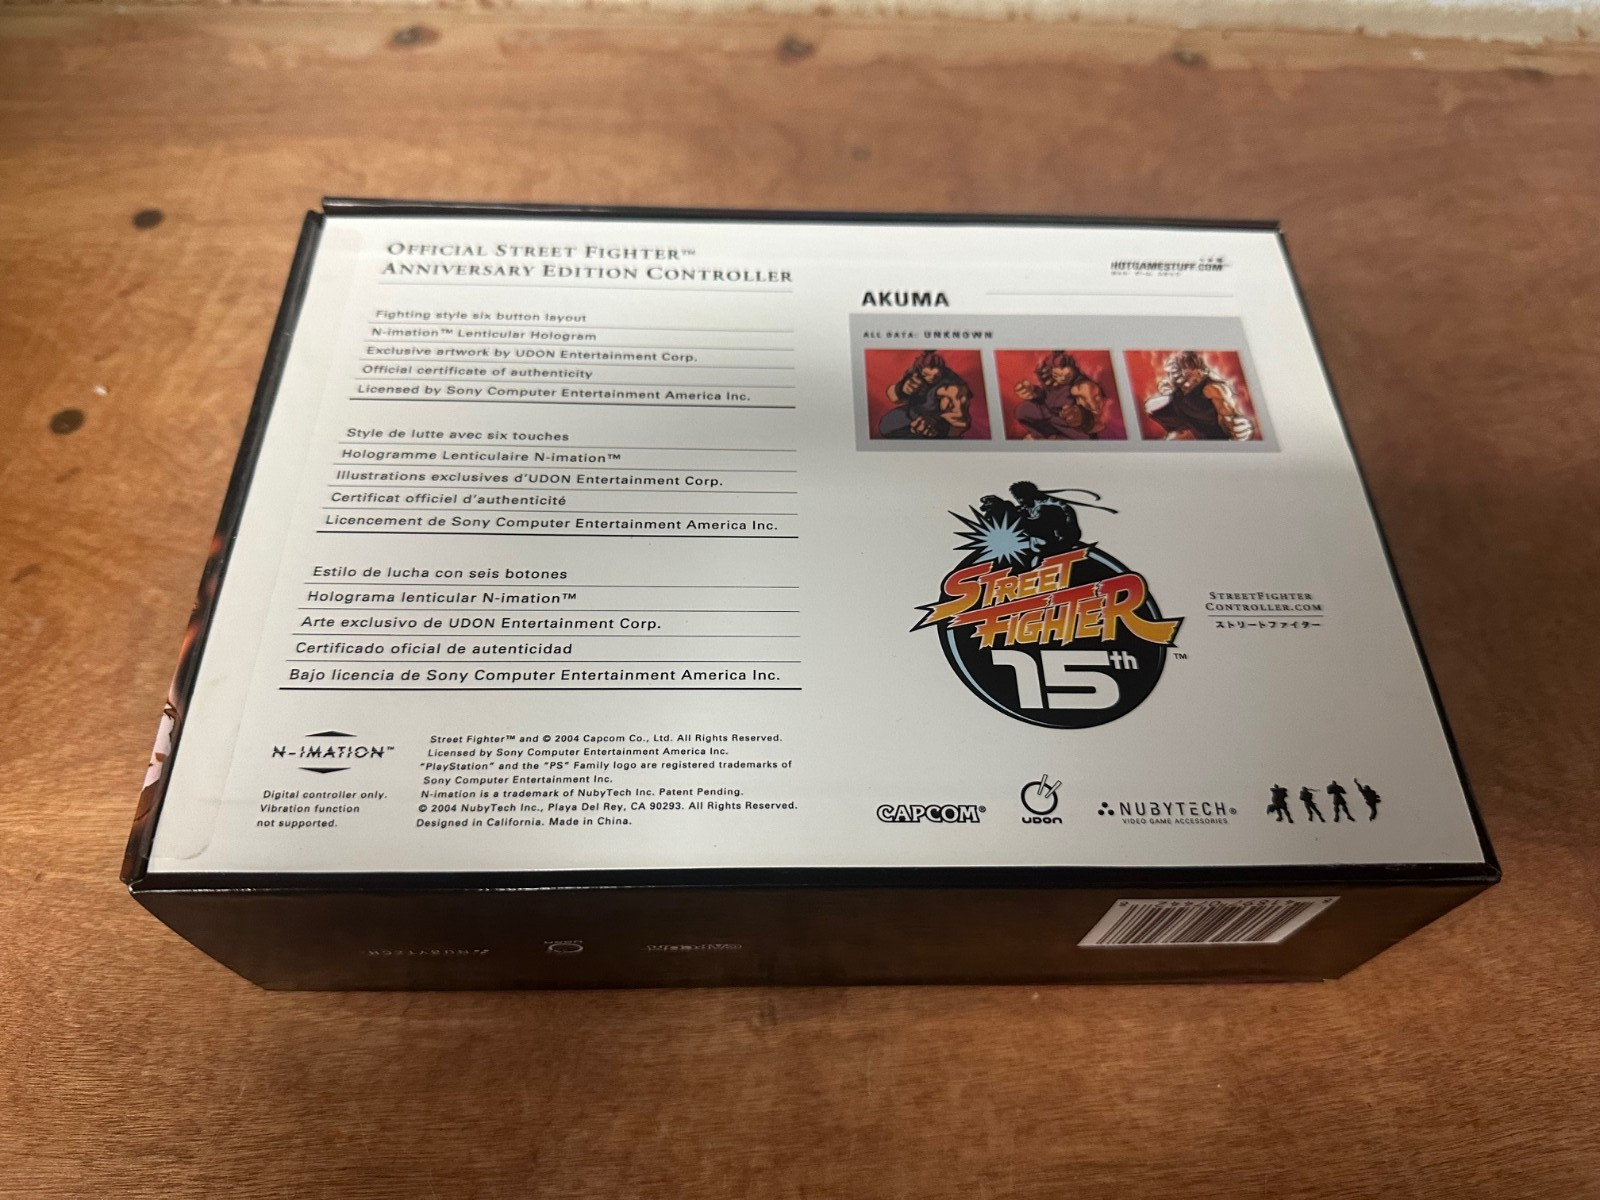 OFFICIAL STREET FIGHTER™
ANNIVERSARY EDITION CONTROLLER
Fighting style six button layout
N-imation™ Lenticular Hologram
Exclusive artwork by UDON Entertainment Corp.
Official certificate of authenticity
Licensed by Sony Computer Entertainment America Inc.
Style de lutte avec six touches
Hologramme Lenticulaire N-imation™
Illustrations exclusives d'UDON Entertainment Corp.
Certificat officiel d'authenticité
Licencement de Sony Computer Entertainment America Inc.
Estilo de lucha con seis botones
Holograma lenticular N-imation™
Arte exclusivo de UDON Entertainment Corp.
Certificado oficial de autenticidad
Bajo licencia de Sony Computer Entertainment America Inc.
N-IMATION™
Digital controller only.
Vibration function
not supported.
Street Fighter™ and © 2004 Capcom Co., Ltd. All Rights Reserved.
Licensed by Sony Computer Entertainment America Inc.
"PlayStation" and the "PS" Family logo are registered trademarks of
Sony Computer Entertainment Inc.
N-imation is a trademark of NubyTech Inc. Patent Pending.
© 2004 NubyTech Inc., Playa Del Rey, CA 90293. All Rights Reserved.
Designed in California. Made in China.
HOTGAMESTUFF.COM
AKUMA
ALL DATA: UNKNOWN
STREET
FIGHTER
15th
™
STREETFIGHTER
CONTROLLER.COM
ストリートファイター
CAPCOM®
UDON
NUBYTECH®
VIDEO GAME ACCESSORIES
NUBYTECH
UDON
CAPCOM